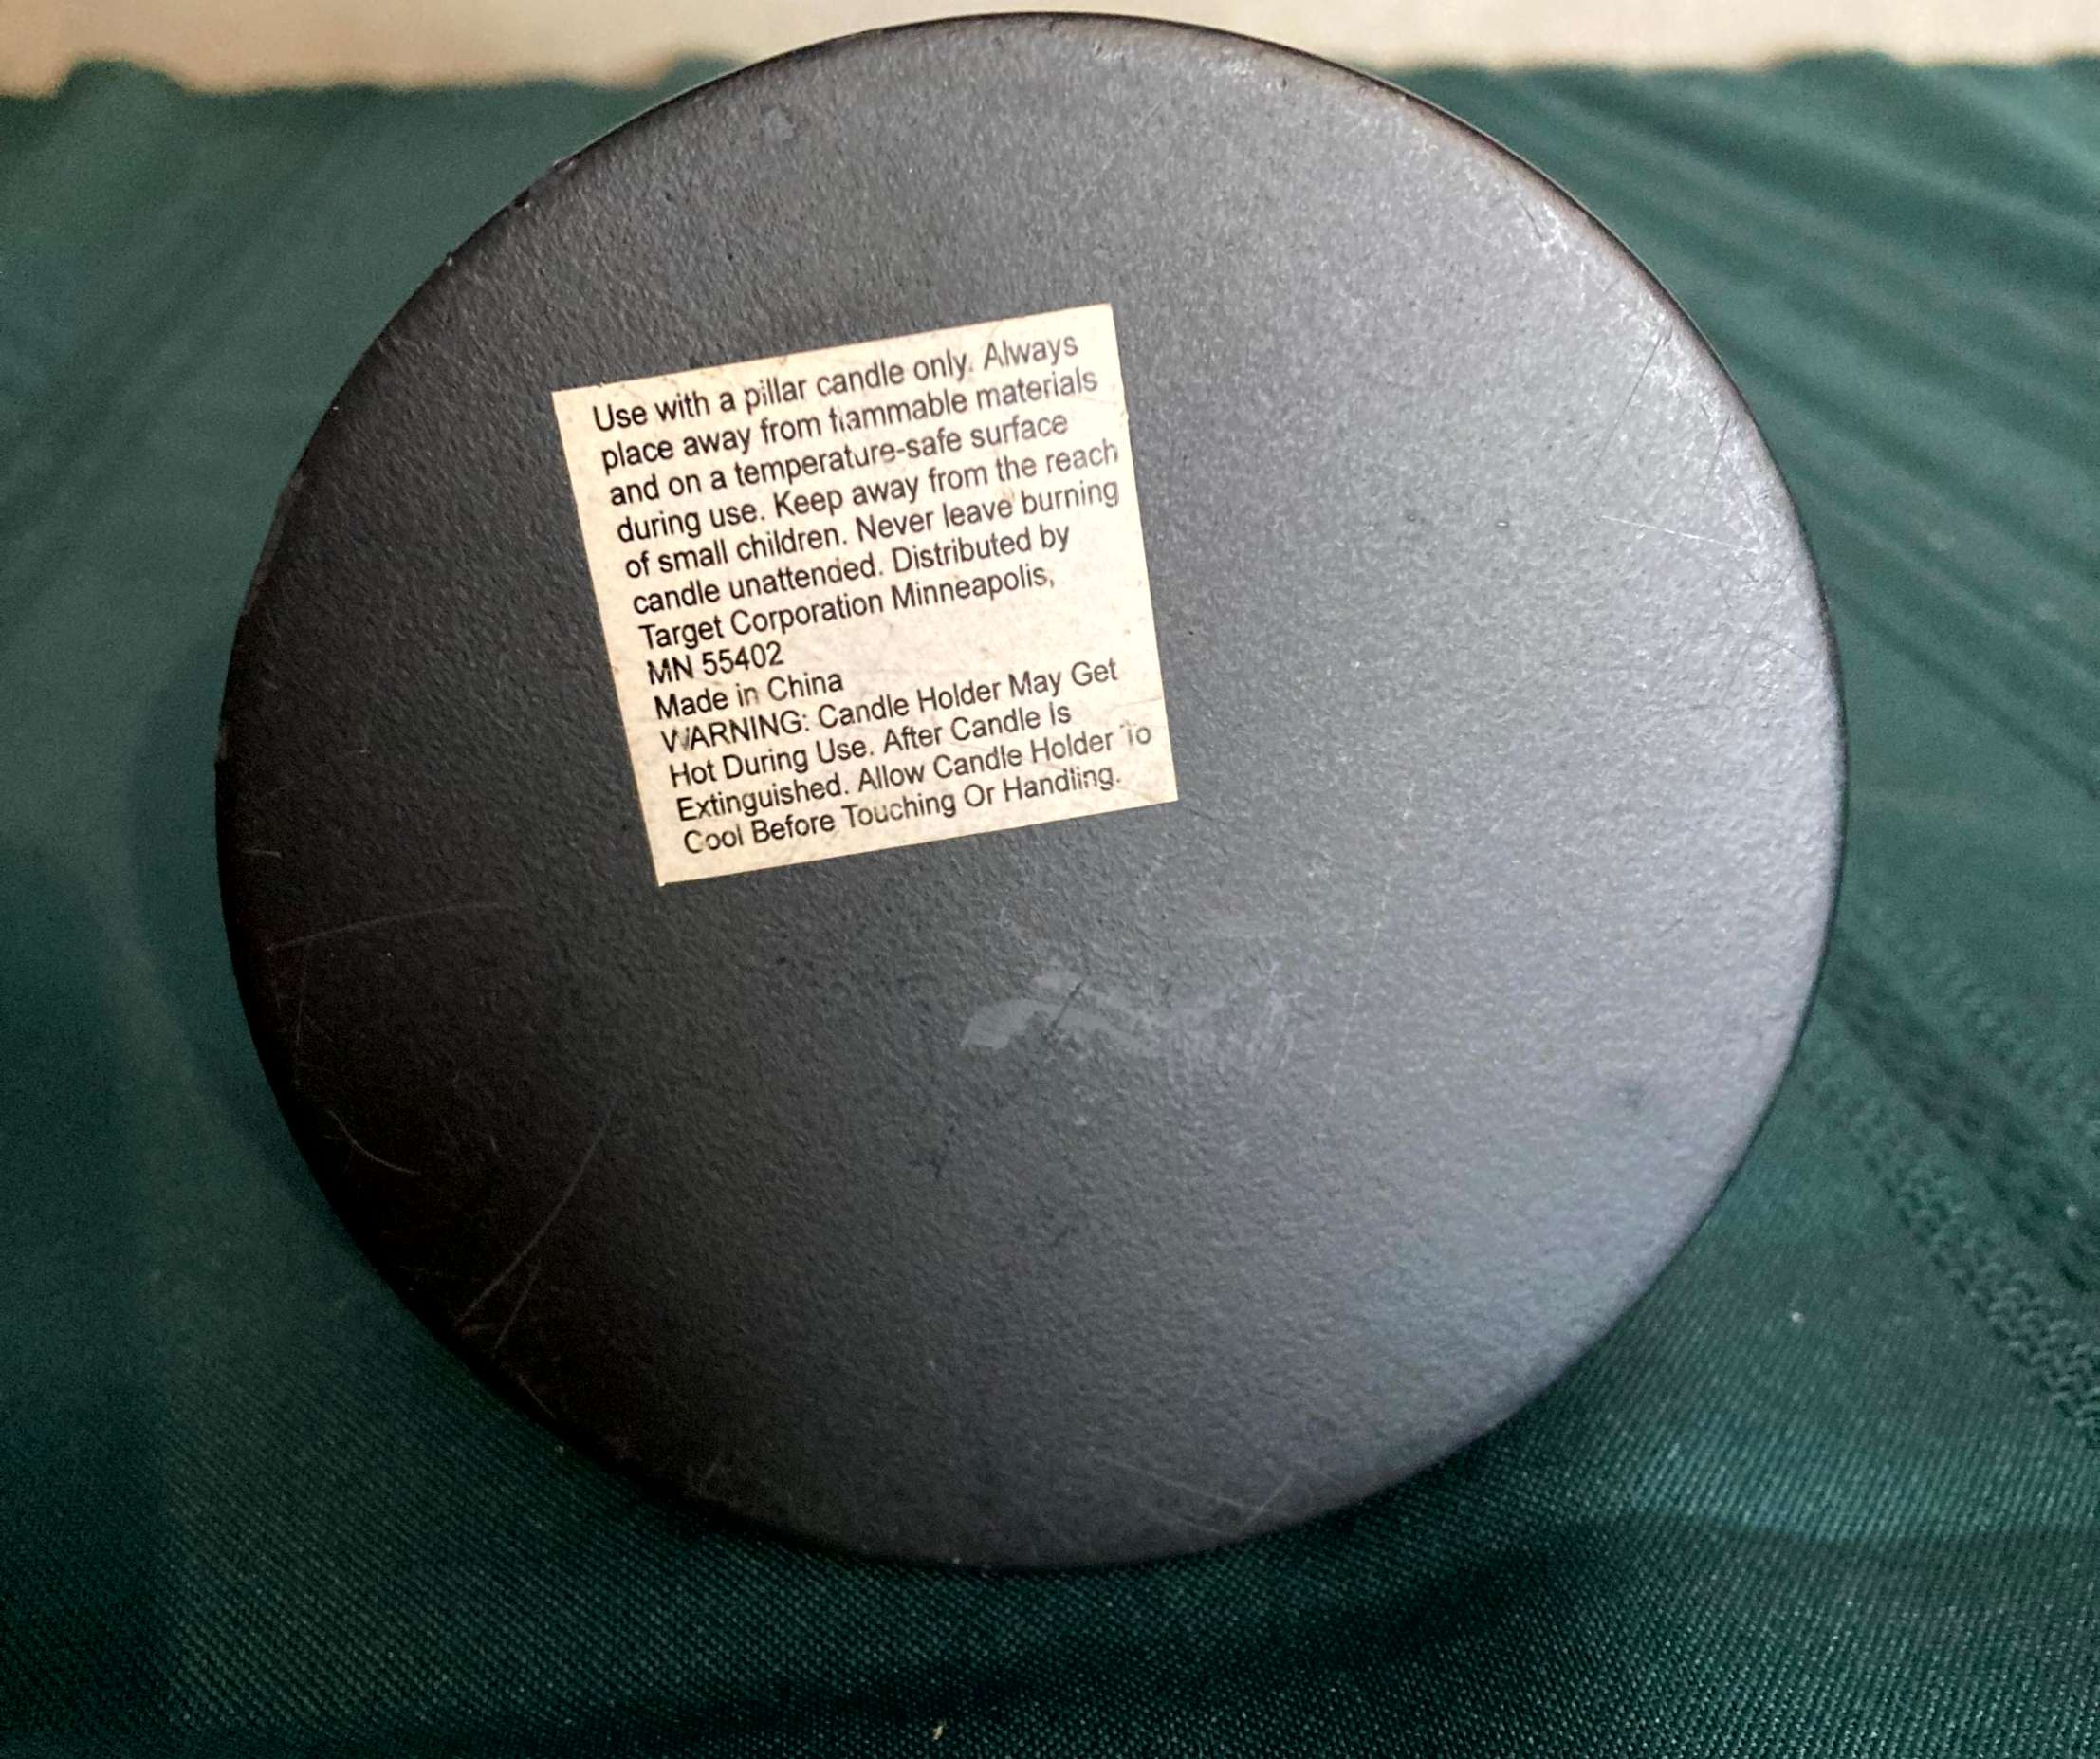 Use with a pillar candle only. Always
place away from flammable materials
and on a temperature-safe surface
during use. Keep away from the reach
of small children. Never leave burning
candle unattended. Distributed by
Target Corporation Minneapolis,
MN 55402
Made in China
WARNING: Candle Holder May Get
Hot During Use. After Candle Is
Extinguished. Allow Candle Holder To
Cool Before Touching Or Handling.